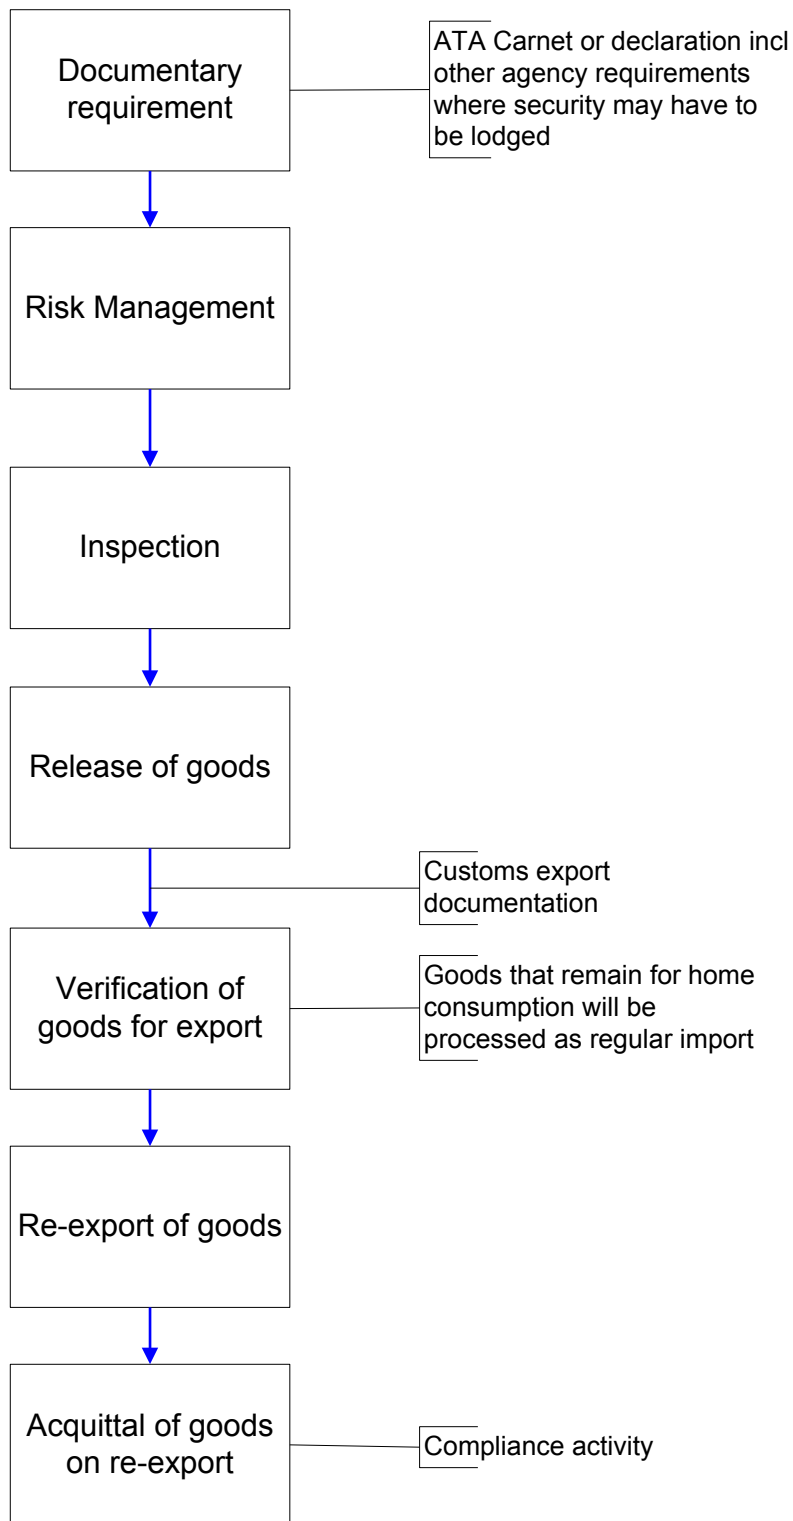 Documentary
requirement
ATA Carnet or declaration incl
other agency requirements
where security may have to
be lodged
Risk Management
Inspection
Release of goods
Customs export
documentation
Verification of
goods for export
Goods that remain for home
consumption will be
processed as regular import
Re-export of goods
Acquittal of goods
on re-export
Compliance activity